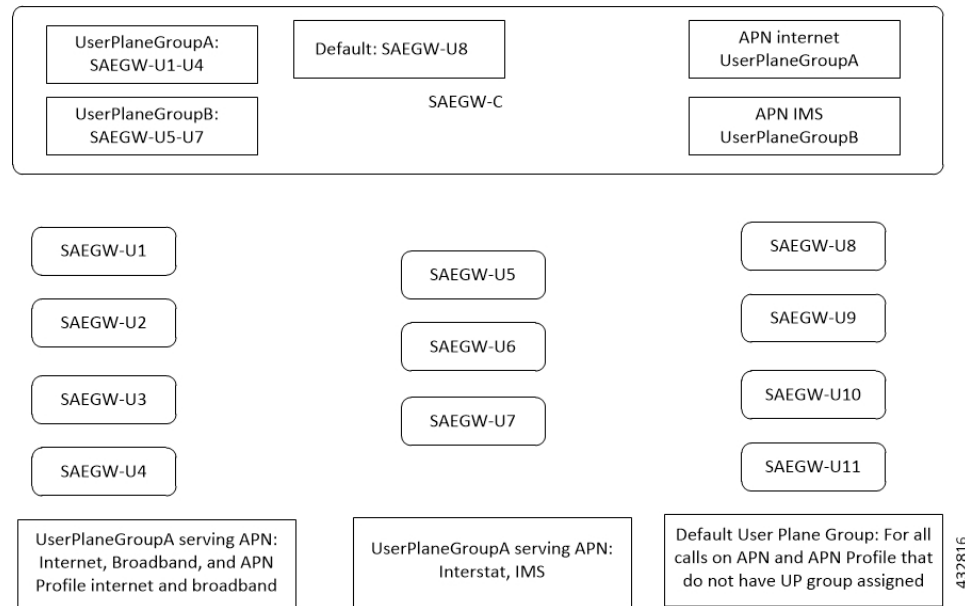 UserPlaneGroupA:
SAEGW-U1-U4
Default: SAEGW-U8
APN internet
UserPlaneGroupA
UserPlaneGroupB:
SAEGW-U5-U7
SAEGW-C
APN IMS
UserPlaneGroupB
SAEGW-U1
SAEGW-U2
SAEGW-U3
SAEGW-U4
SAEGW-U5
SAEGW-U6
SAEGW-U7
SAEGW-U8
SAEGW-U9
SAEGW-U10
SAEGW-U11
UserPlaneGroupA serving APN:
Internet, Broadband, and APN
Profile internet and broadband
UserPlaneGroupA serving APN:
Interstat, IMS
Default User Plane Group: For all
calls on APN and APN Profile that
do not have UP group assigned
432816